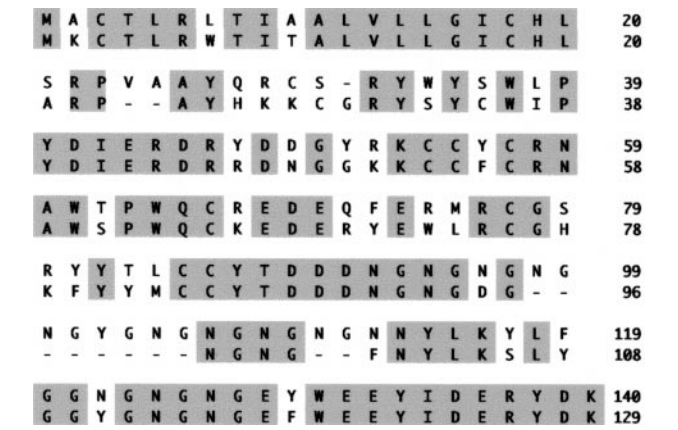 M A C T L R L T I A A L V L L G I C H L 20
M K C T L R W T I T A L V L L G I C H L 20
S R P V A A Y Q R C S - R Y W Y S W L P 39
A R P - - A Y H K K C G R Y S Y C W I P 38
Y D I E R D R Y D D G Y R K C C Y C R N 59
Y D I E R D R R D N G G K K C C F C R N 58
A W T P W Q C R E D E Q F E R M R C G S 79
A W S P W Q C K E D E R Y E W L R C G H 78
R Y Y T L C C Y T D D D N G N G N G N G 99
K F Y Y M C C Y T D D D N G N G D G - - 96
N G Y G N G N G N G N G N N Y L K Y L F 119
- - - - - - N G N G - - F N Y L K S L Y 108
G G N G N G N G E Y W E E Y I D E R Y D K 140
G G Y G N G N G E F W E E Y I D E R Y D K 129